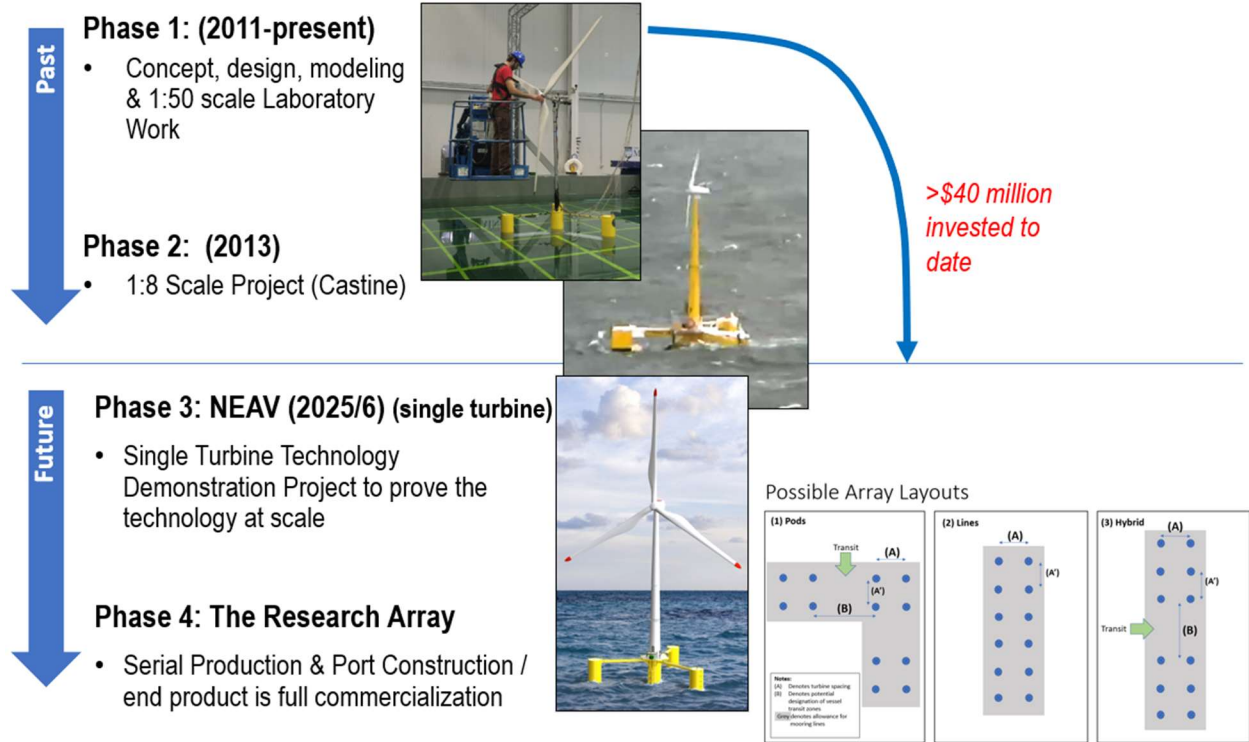 Past
Phase 1: (2011-present)
• Concept, design, modeling
& 1:50 scale Laboratory
Work
Phase 2: (2013)
• 1:8 Scale Project (Castine)
>$40 million
invested to
date
Future
Phase 3: NEAV (2025/6) (single turbine)
• Single Turbine Technology
Demonstration Project to prove the
technology at scale
Phase 4: The Research Array
• Serial Production & Port Construction /
end product is full commercialization
Possible Array Layouts
(1) Pods
Transit
(A)
(A')
(B)
Notes:
(A) Denotes turbine spacing
(B) Denotes potential
designation of vessel
transit zones
Grey denotes allowance for
mooring lines
(2) Lines
(A)
(A')
(3) Hybrid
(A)
(A')
Transit
(B)